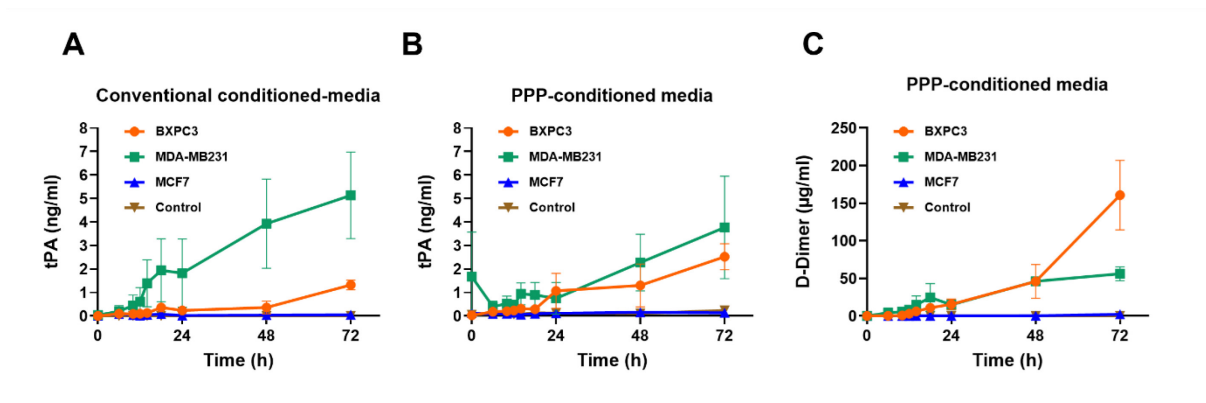 A
B
C
Conventional conditioned-media
PPP-conditioned media
PPP-conditioned media
8
7
6
5
4
3
2
1
0
tPA (ng/ml)
BXPC3
MDA-MB231
MCF7
Control
0
24
48
72
Time (h)
8
7
6
5
4
3
2
1
0
tPA (ng/ml)
BXPC3
MDA-MB231
MCF7
Control
0
24
48
72
Time (h)
250
200
150
100
50
0
D-Dimer (µg/ml)
BXPC3
MDA-MB231
MCF7
Control
0
24
48
72
Time (h)